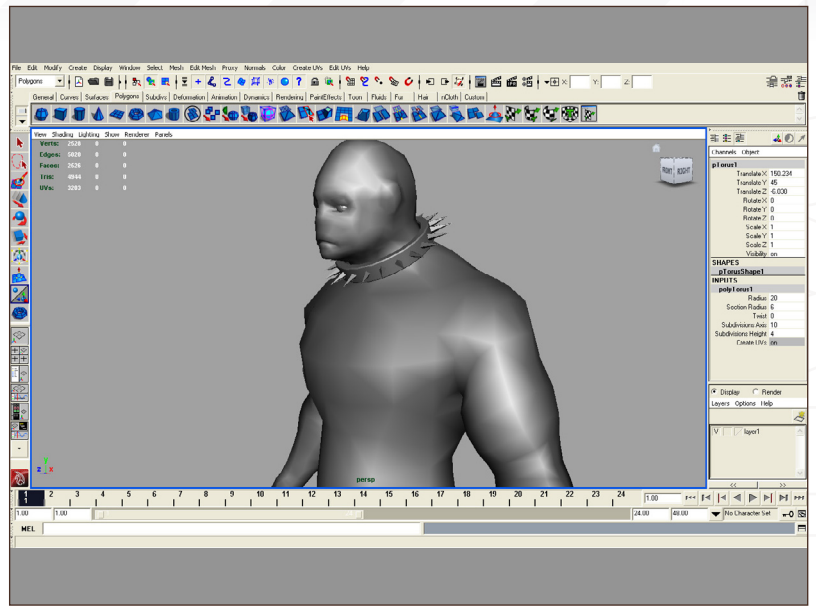 File Edit Modify Create Display Window Select Mesh Edit Mesh Proxy Normals Color Create UVs Edit UVs Help
Polygons X: Y: Z:
General Curves Surfaces Polygons Subdivs Deformation Animation Dynamics Rendering PaintEffects Toon Fluids Fur Hair nCloth Custom
View Shading Lighting Show Renderer Panels
Verts: 2528 0 0
Edges: 5020 0 0
Faces: 2526 0 0
Tris: 4944 0 0
UVs: 3203 0 0
FRONT RIGHT
persp
Channels Object
pTorus1
Translate X 150.234
Translate Y 45
Translate Z -6.030
Rotate X 0
Rotate Y 0
Rotate Z 0
Scale X 1
Scale Y 1
Scale Z 1
Visibility on
SHAPES
pTorusShape1
INPUTS
polyTorus1
Radius 20
Section Radius 6
Twist 0
Subdivisions Axis 10
Subdivisions Height 4
Create UVs on
Display Render
Layers Options Help
V layer1
1 2 3 4 5 6 7 8 9 10 11 12 13 14 15 16 17 18 19 20 21 22 23 24 1.00
1
1.00 1.00 24.00 48.00 No Character Set
MEL